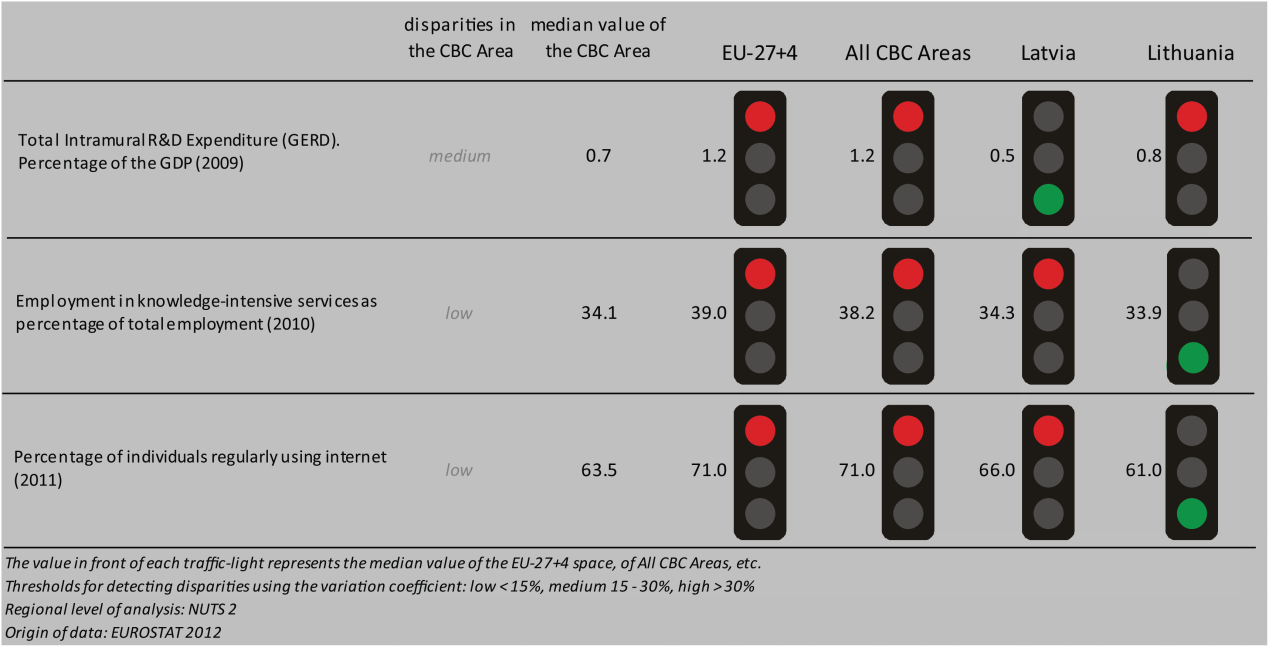 disparities in the CBC Area
median value of the CBC Area
EU-27+4
All CBC Areas
Latvia
Lithuania
Total Intramural R&D Expenditure (GERD).
Percentage of the GDP (2009)
medium
0.7
1.2
1.2
0.5
0.8
Employment in knowledge-intensive services as
percentage of total employment (2010)
low
34.1
39.0
38.2
34.3
33.9
Percentage of individuals regularly using internet
(2011)
low
63.5
71.0
71.0
66.0
61.0
The value in front of each traffic-light represents the median value of the EU-27+4 space, of All CBC Areas, etc.
Thresholds for detecting disparities using the variation coefficient: low < 15%, medium 15 - 30%, high > 30%
Regional level of analysis: NUTS 2
Origin of data: EUROSTAT 2012